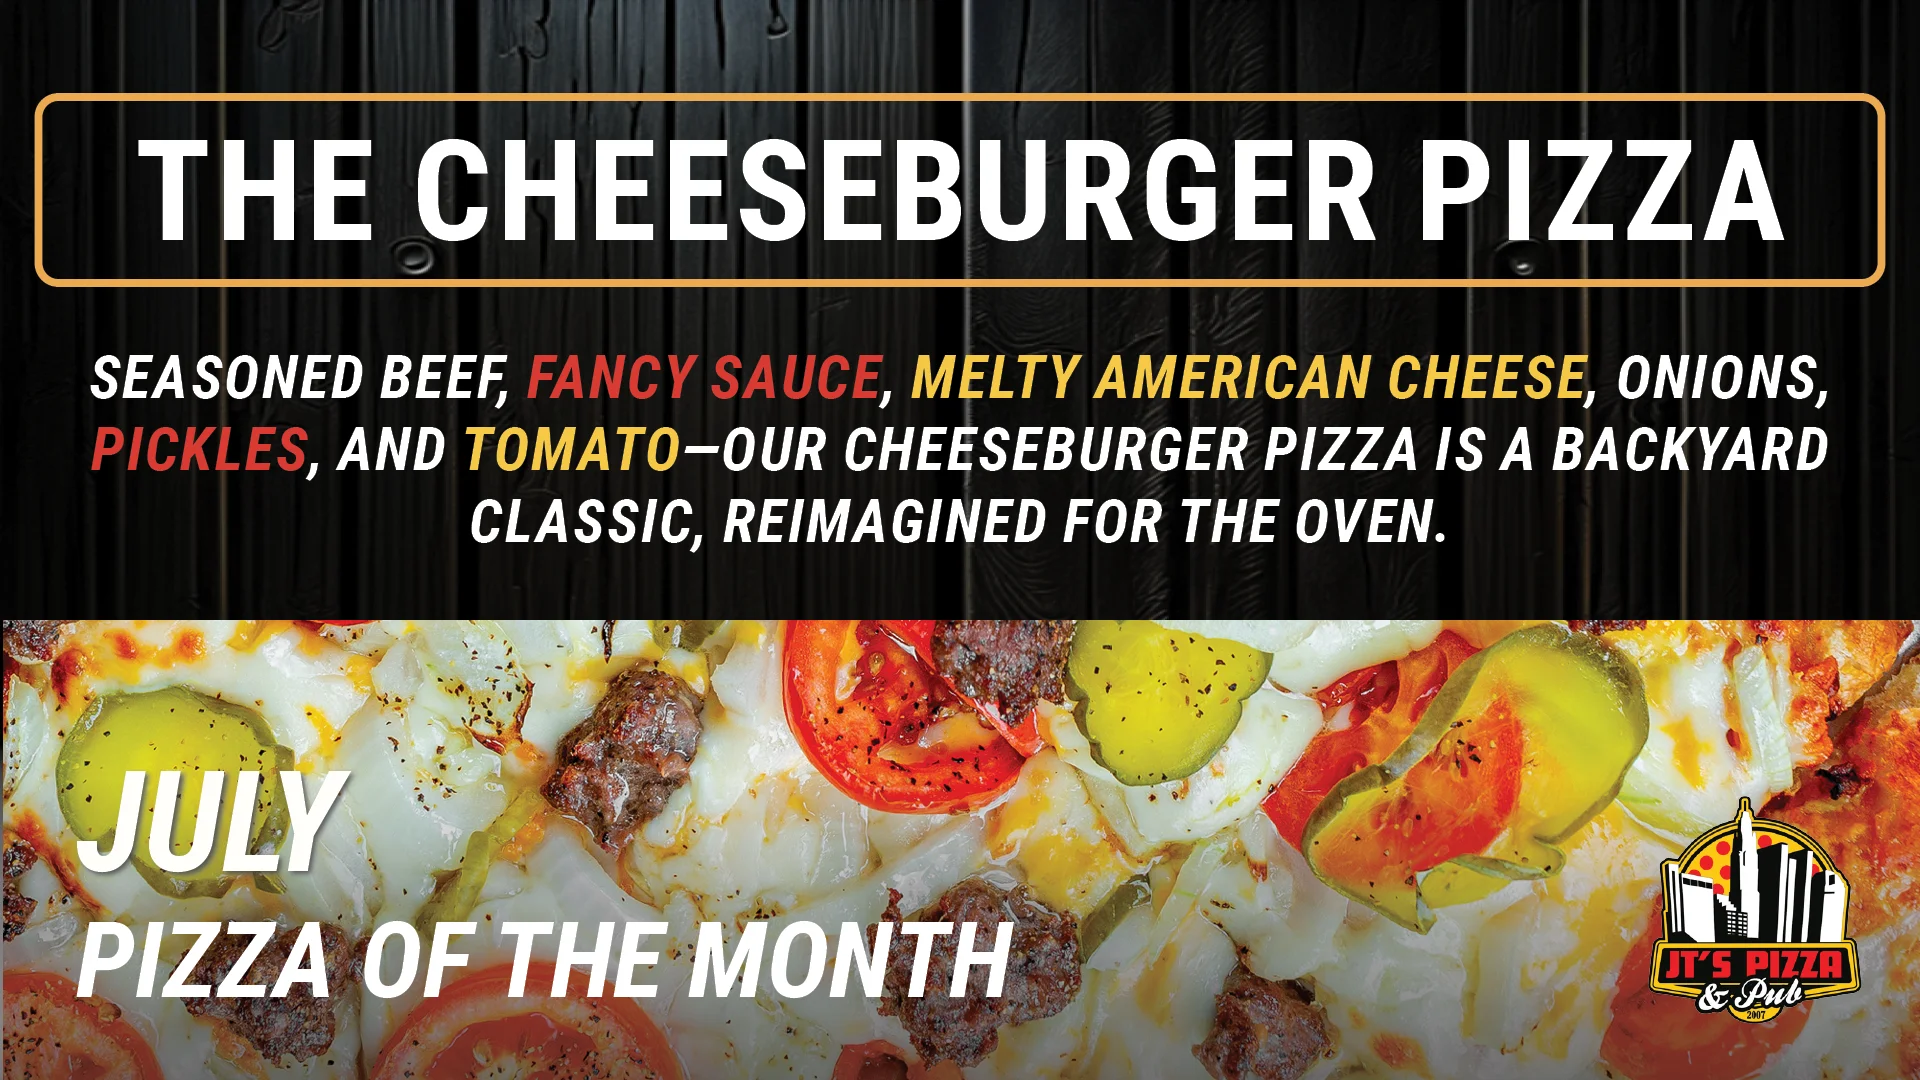 THE CHEESEBURGER PIZZA
SEASONED BEEF, FANCY SAUCE, MELTY AMERICAN CHEESE, ONIONS,
PICKLES, AND TOMATO—OUR CHEESEBURGER PIZZA IS A BACKYARD
CLASSIC, REIMAGINED FOR THE OVEN.
JULY
PIZZA OF THE MONTH
JT'S PIZZA
& Pub
2007